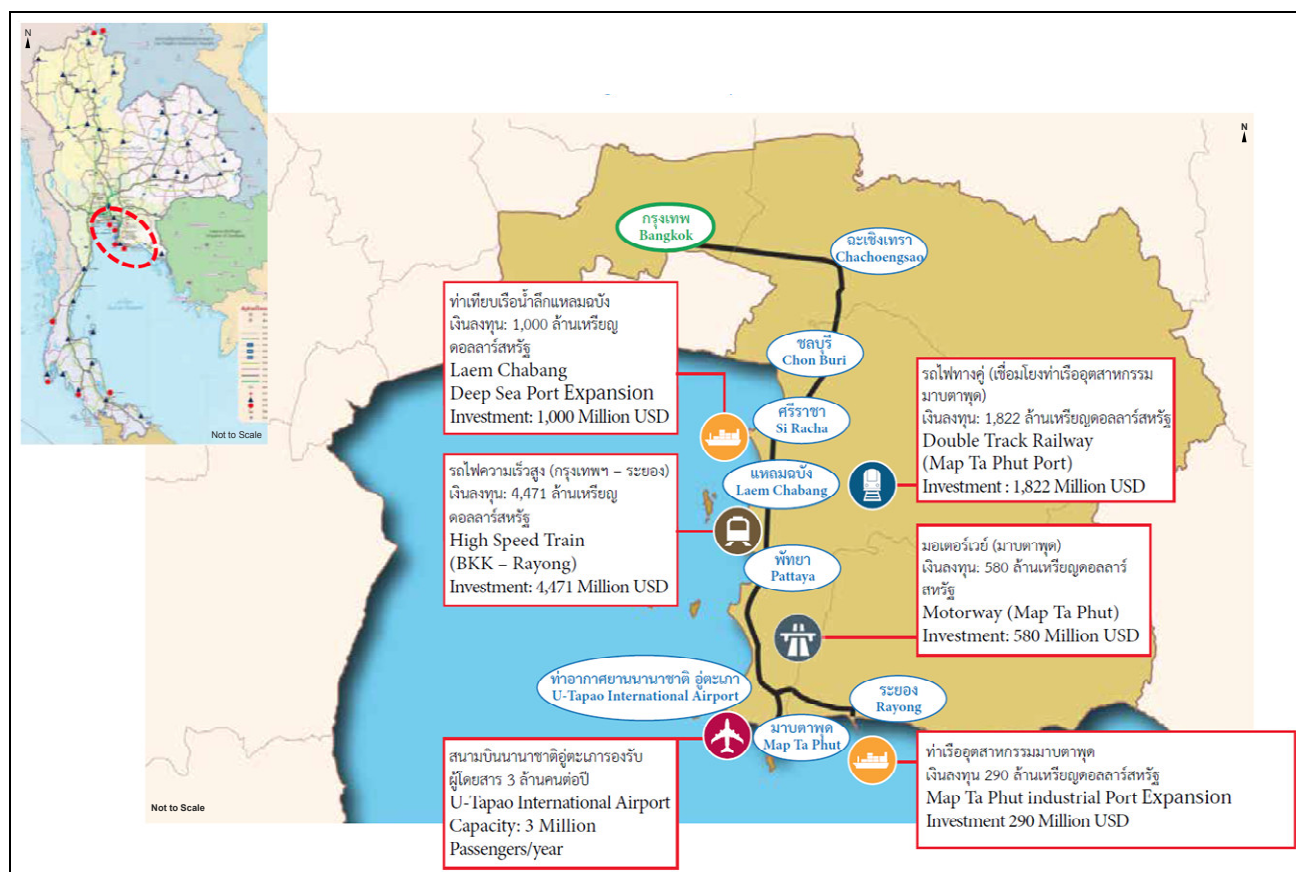 N
Not to Scale
N
กรุงเทพ
Bangkok
ฉะเชิงเทรา
Chachoengsao
ท่าเทียบเรือน้ำลึกแหลมฉบัง
เงินลงทุน: 1,000 ล้านเหรียญ
ดอลลาร์สหรัฐ
Laem Chabang
Deep Sea Port Expansion
Investment: 1,000 Million USD
ชลบุรี
Chon Buri
ศรีราชา
Si Racha
รถไฟทางคู่ (เชื่อมโยงท่าเรืออุตสาหกรรม
มาบตาพุด)
เงินลงทุน: 1,822 ล้านเหรียญดอลลาร์สหรัฐ
Double Track Railway
(Map Ta Phut Port)
Investment : 1,822 Million USD
รถไฟความเร็วสูง (กรุงเทพฯ – ระยอง)
เงินลงทุน: 4,471 ล้านเหรียญ
ดอลลาร์สหรัฐ
High Speed Train
(BKK – Rayong)
Investment: 4,471 Million USD
แหลมฉบัง
Laem Chabang
พัทยา
Pattaya
มอเตอร์เวย์ (มาบตาพุด)
เงินลงทุน: 580 ล้านเหรียญดอลลาร์
สหรัฐ
Motorway (Map Ta Phut)
Investment: 580 Million USD
ท่าอากาศยานนานาชาติ อู่ตะเภา
U-Tapao International Airport
ระยอง
Rayong
มาบตาพุด
Map Ta Phut
สนามบินนานาชาติอู่ตะเภารองรับ
ผู้โดยสาร 3 ล้านคนต่อปี
U-Tapao International Airport
Capacity: 3 Million
Passengers/year
ท่าเรืออุตสาหกรรมมาบตาพุด
เงินลงทุน 290 ล้านเหรียญดอลลาร์สหรัฐ
Map Ta Phut industrial Port Expansion
Investment 290 Million USD
Not to Scale